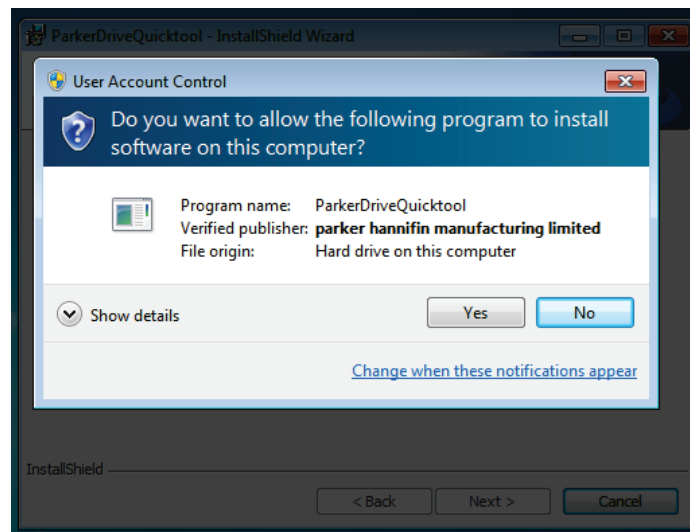 ParkerDriveQuicktool - InstallShield Wizard
User Account Control
Do you want to allow the following program to install
software on this computer?
Program name: ParkerDriveQuicktool
Verified publisher: parker hannifin manufacturing limited
File origin: Hard drive on this computer
Show details
Yes
No
Change when these notifications appear
InstallShield
< Back
Next >
Cancel